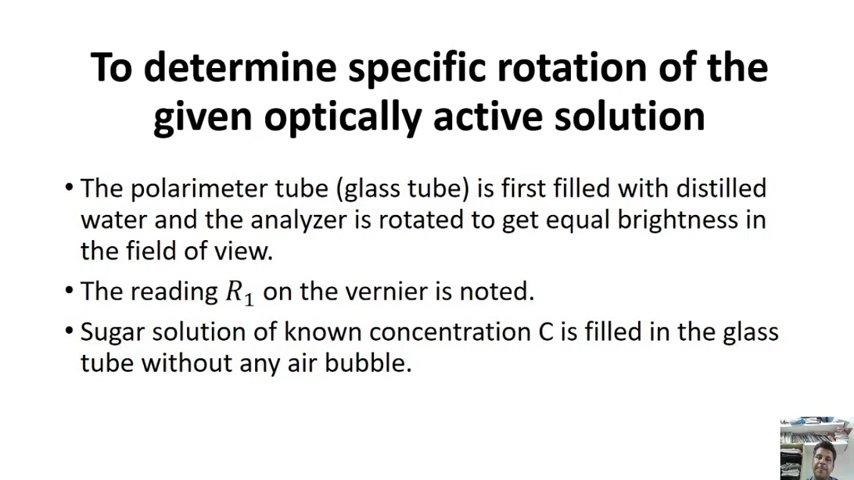 To determine specific rotation of the
given optically active solution
• The polarimeter tube (glass tube) is first filled with distilled
water and the analyzer is rotated to get equal brightness in
the field of view.
• The reading R₁ on the vernier is noted.
• Sugar solution of known concentration C is filled in the glass
tube without any air bubble.